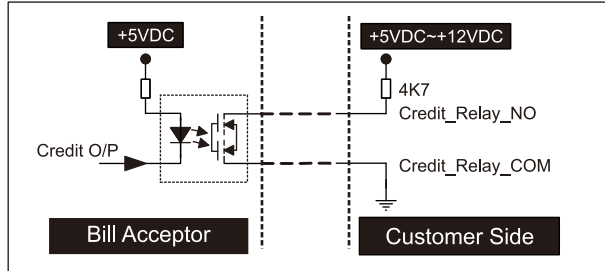 +5VDC
+5VDC~+12VDC
4K7
Credit_Relay_NO
Credit O/P
Credit_Relay_COM
Bill Acceptor
Customer Side